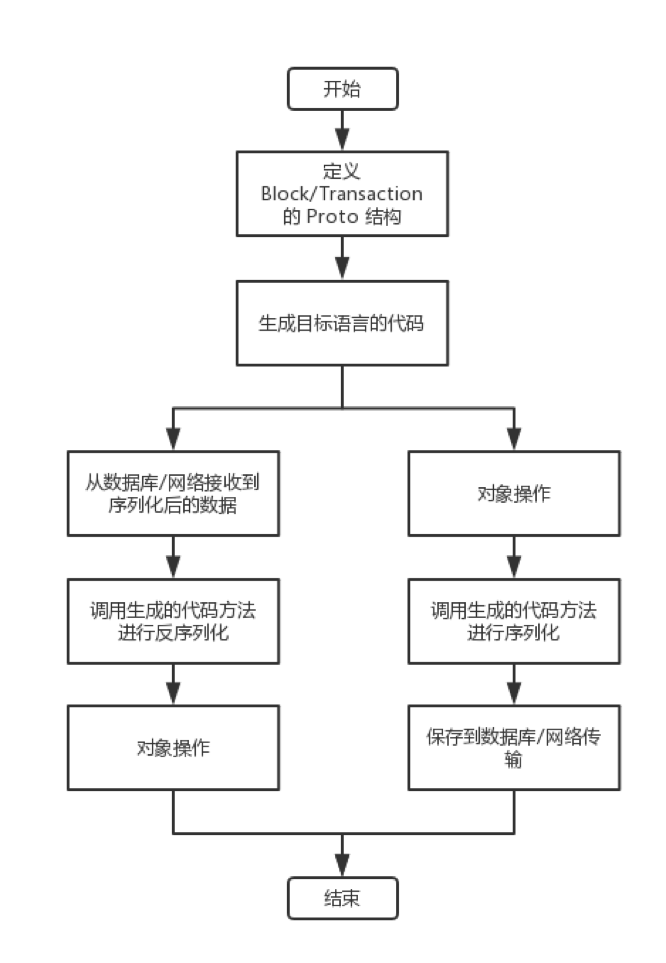 开始
定义
Block/Transaction
的 Proto 结构
生成目标语言的代码
从数据库/网络接收到
序列化后的数据
对象操作
调用生成的代码方法
进行反序列化
调用生成的代码方法
进行序列化
对象操作
保存到数据库/网络传
输
结束